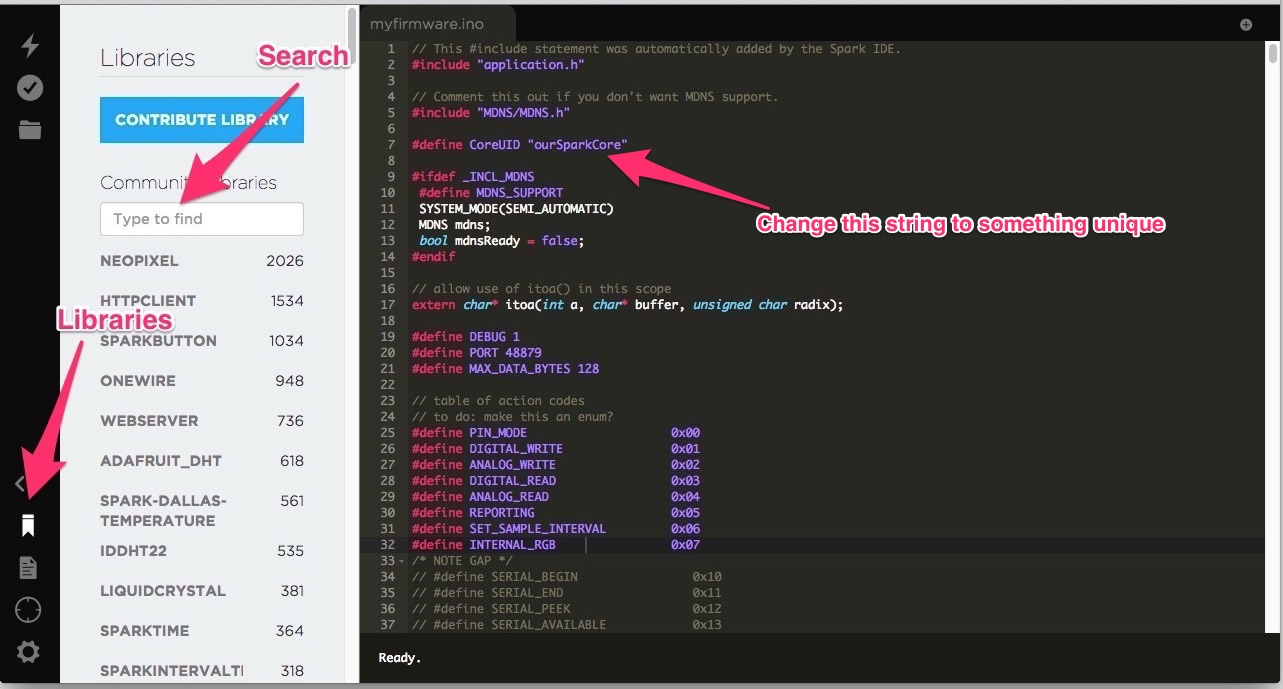 Libraries
Search
CONTRIBUTE LIBRARY
Community Libraries
Type to find
NEOPIXEL 2026
HTTPCLIENT 1534
Libraries
SPARKBUTTON 1034
ONEWIRE 948
WEBSERVER 736
ADAFRUIT_DHT 618
SPARK-DALLAS- 561
TEMPERATURE
IDDHT22 535
LIQUIDCRYSTAL 381
SPARKTIME 364
SPARKINTERVALTI 318
myfirmware.ino
1 // This #include statement was automatically added by the Spark IDE.
2 #include "application.h"
3
4 // Comment this out if you don't want MDNS support.
5 #include "MDNS/MDNS.h"
6
7 #define CoreUID "ourSparkCore"
8
Change this string to something unique
9 #ifdef _INCL_MDNS
10 #define MDNS_SUPPORT
11 SYSTEM_MODE(SEMI_AUTOMATIC)
12 MDNS mdns;
13 bool mdnsReady = false;
14 #endif
15
16 // allow use of itoa() in this scope
17 extern char* itoa(int a, char* buffer, unsigned char radix);
18
19 #define DEBUG 1
20 #define PORT 48879
21 #define MAX_DATA_BYTES 128
22
23 // table of action codes
24 // to do: make this an enum?
25 #define PIN_MODE 0x00
26 #define DIGITAL_WRITE 0x01
27 #define ANALOG_WRITE 0x02
28 #define DIGITAL_READ 0x03
29 #define ANALOG_READ 0x04
30 #define REPORTING 0x05
31 #define SET_SAMPLE_INTERVAL 0x06
32 #define INTERNAL_RGB 0x07
33 /* NOTE GAP */
34 // #define SERIAL_BEGIN 0x10
35 // #define SERIAL_END 0x11
36 // #define SERIAL_PEEK 0x12
37 // #define SERIAL_AVAILABLE 0x13
Ready.